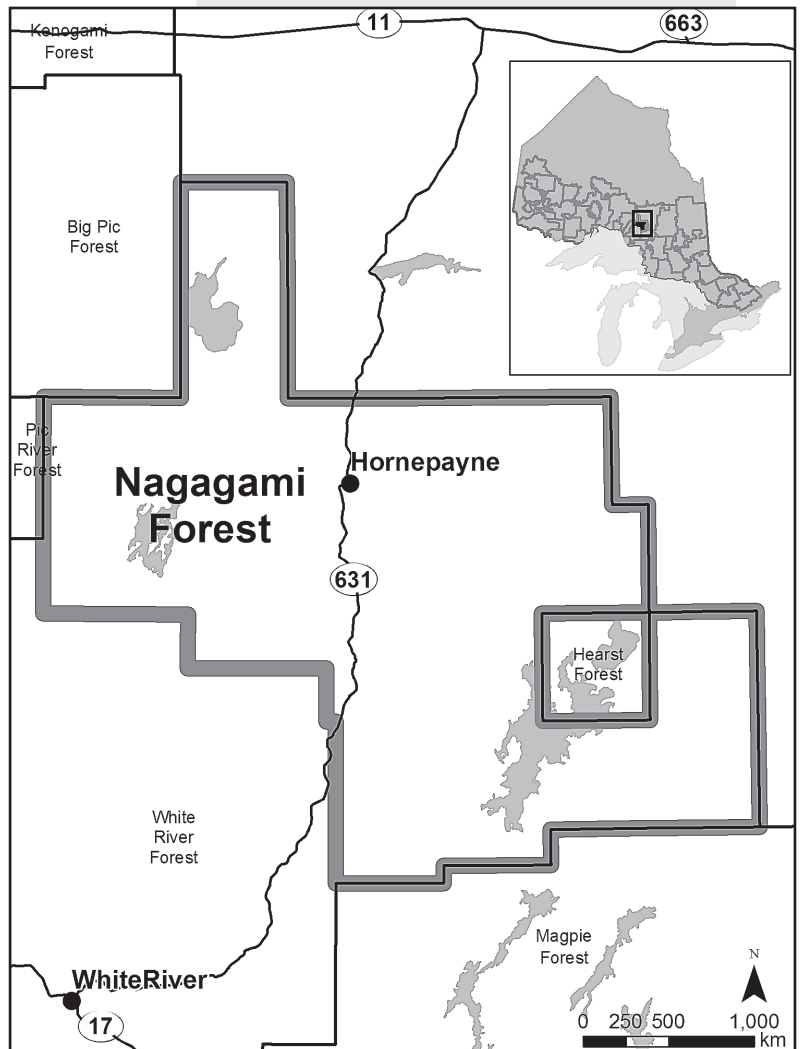 11
663
Kenogami
Forest
Big Pic
Forest
Pic
River
Forest
Hornepayne
Nagagami
Forest
631
Hearst
Forest
White
River
Forest
Magpie
Forest
WhiteRiver
17
N
0 250 500 1,000
km